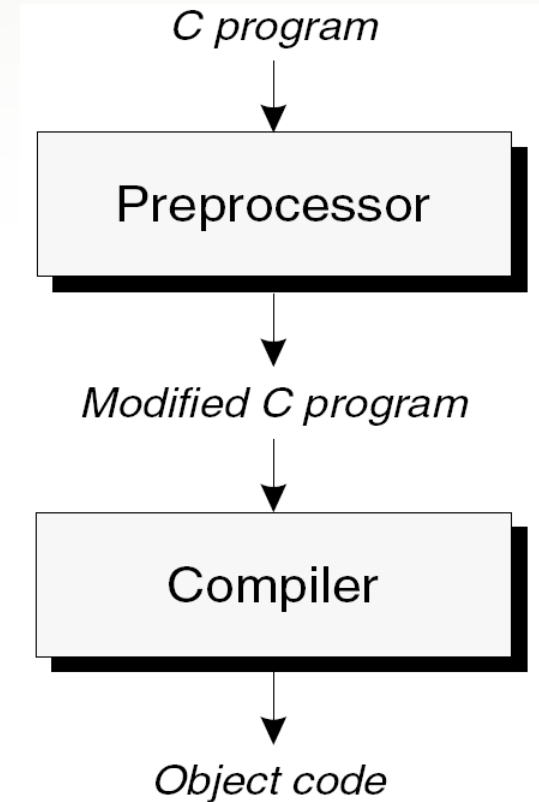 C program
Preprocessor
Modified C program
Compiler
Object code